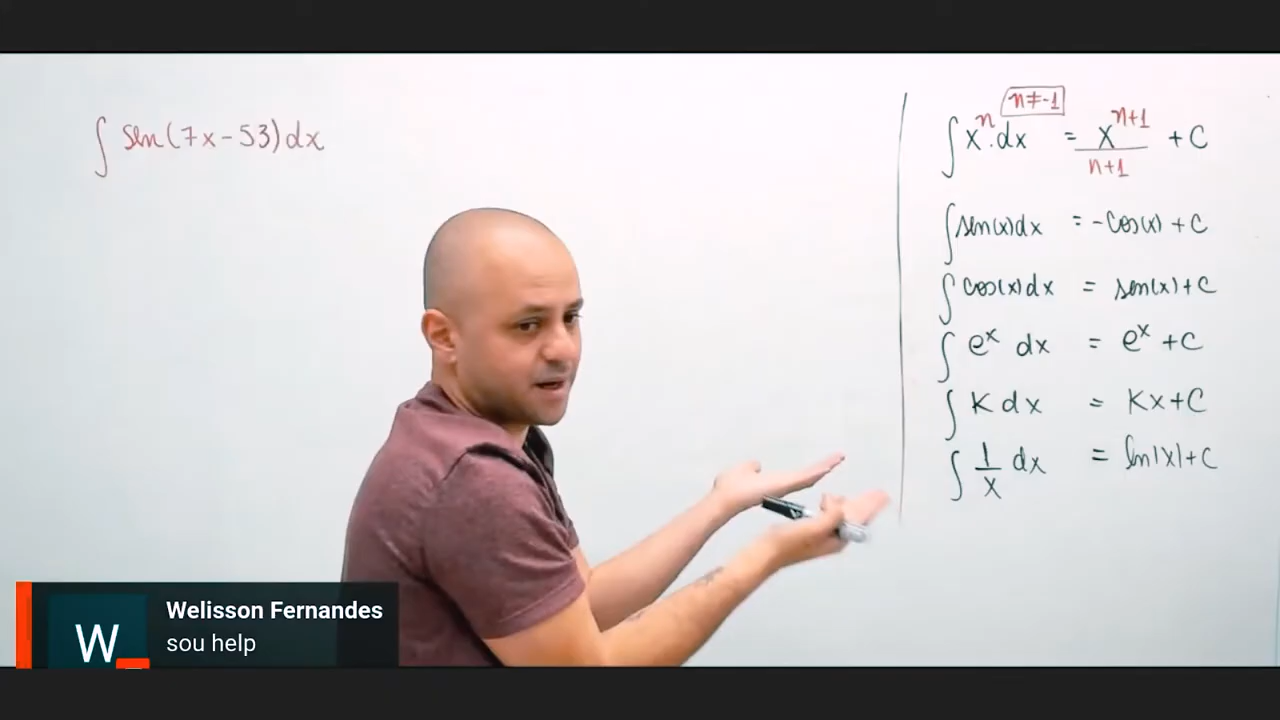 ∫ sen(7x-53)dx
n≠-1
∫ xⁿ.dx = xⁿ⁺¹/n+1 + C
∫sen(x)dx = -cos(x) + C
∫ cos(x)dx = sen(x)+C
∫ eˣ dx = eˣ + C
∫ K dx = Kx+C
∫ 1/x dx = ln|x|+C
W
Welisson Fernandes
sou help